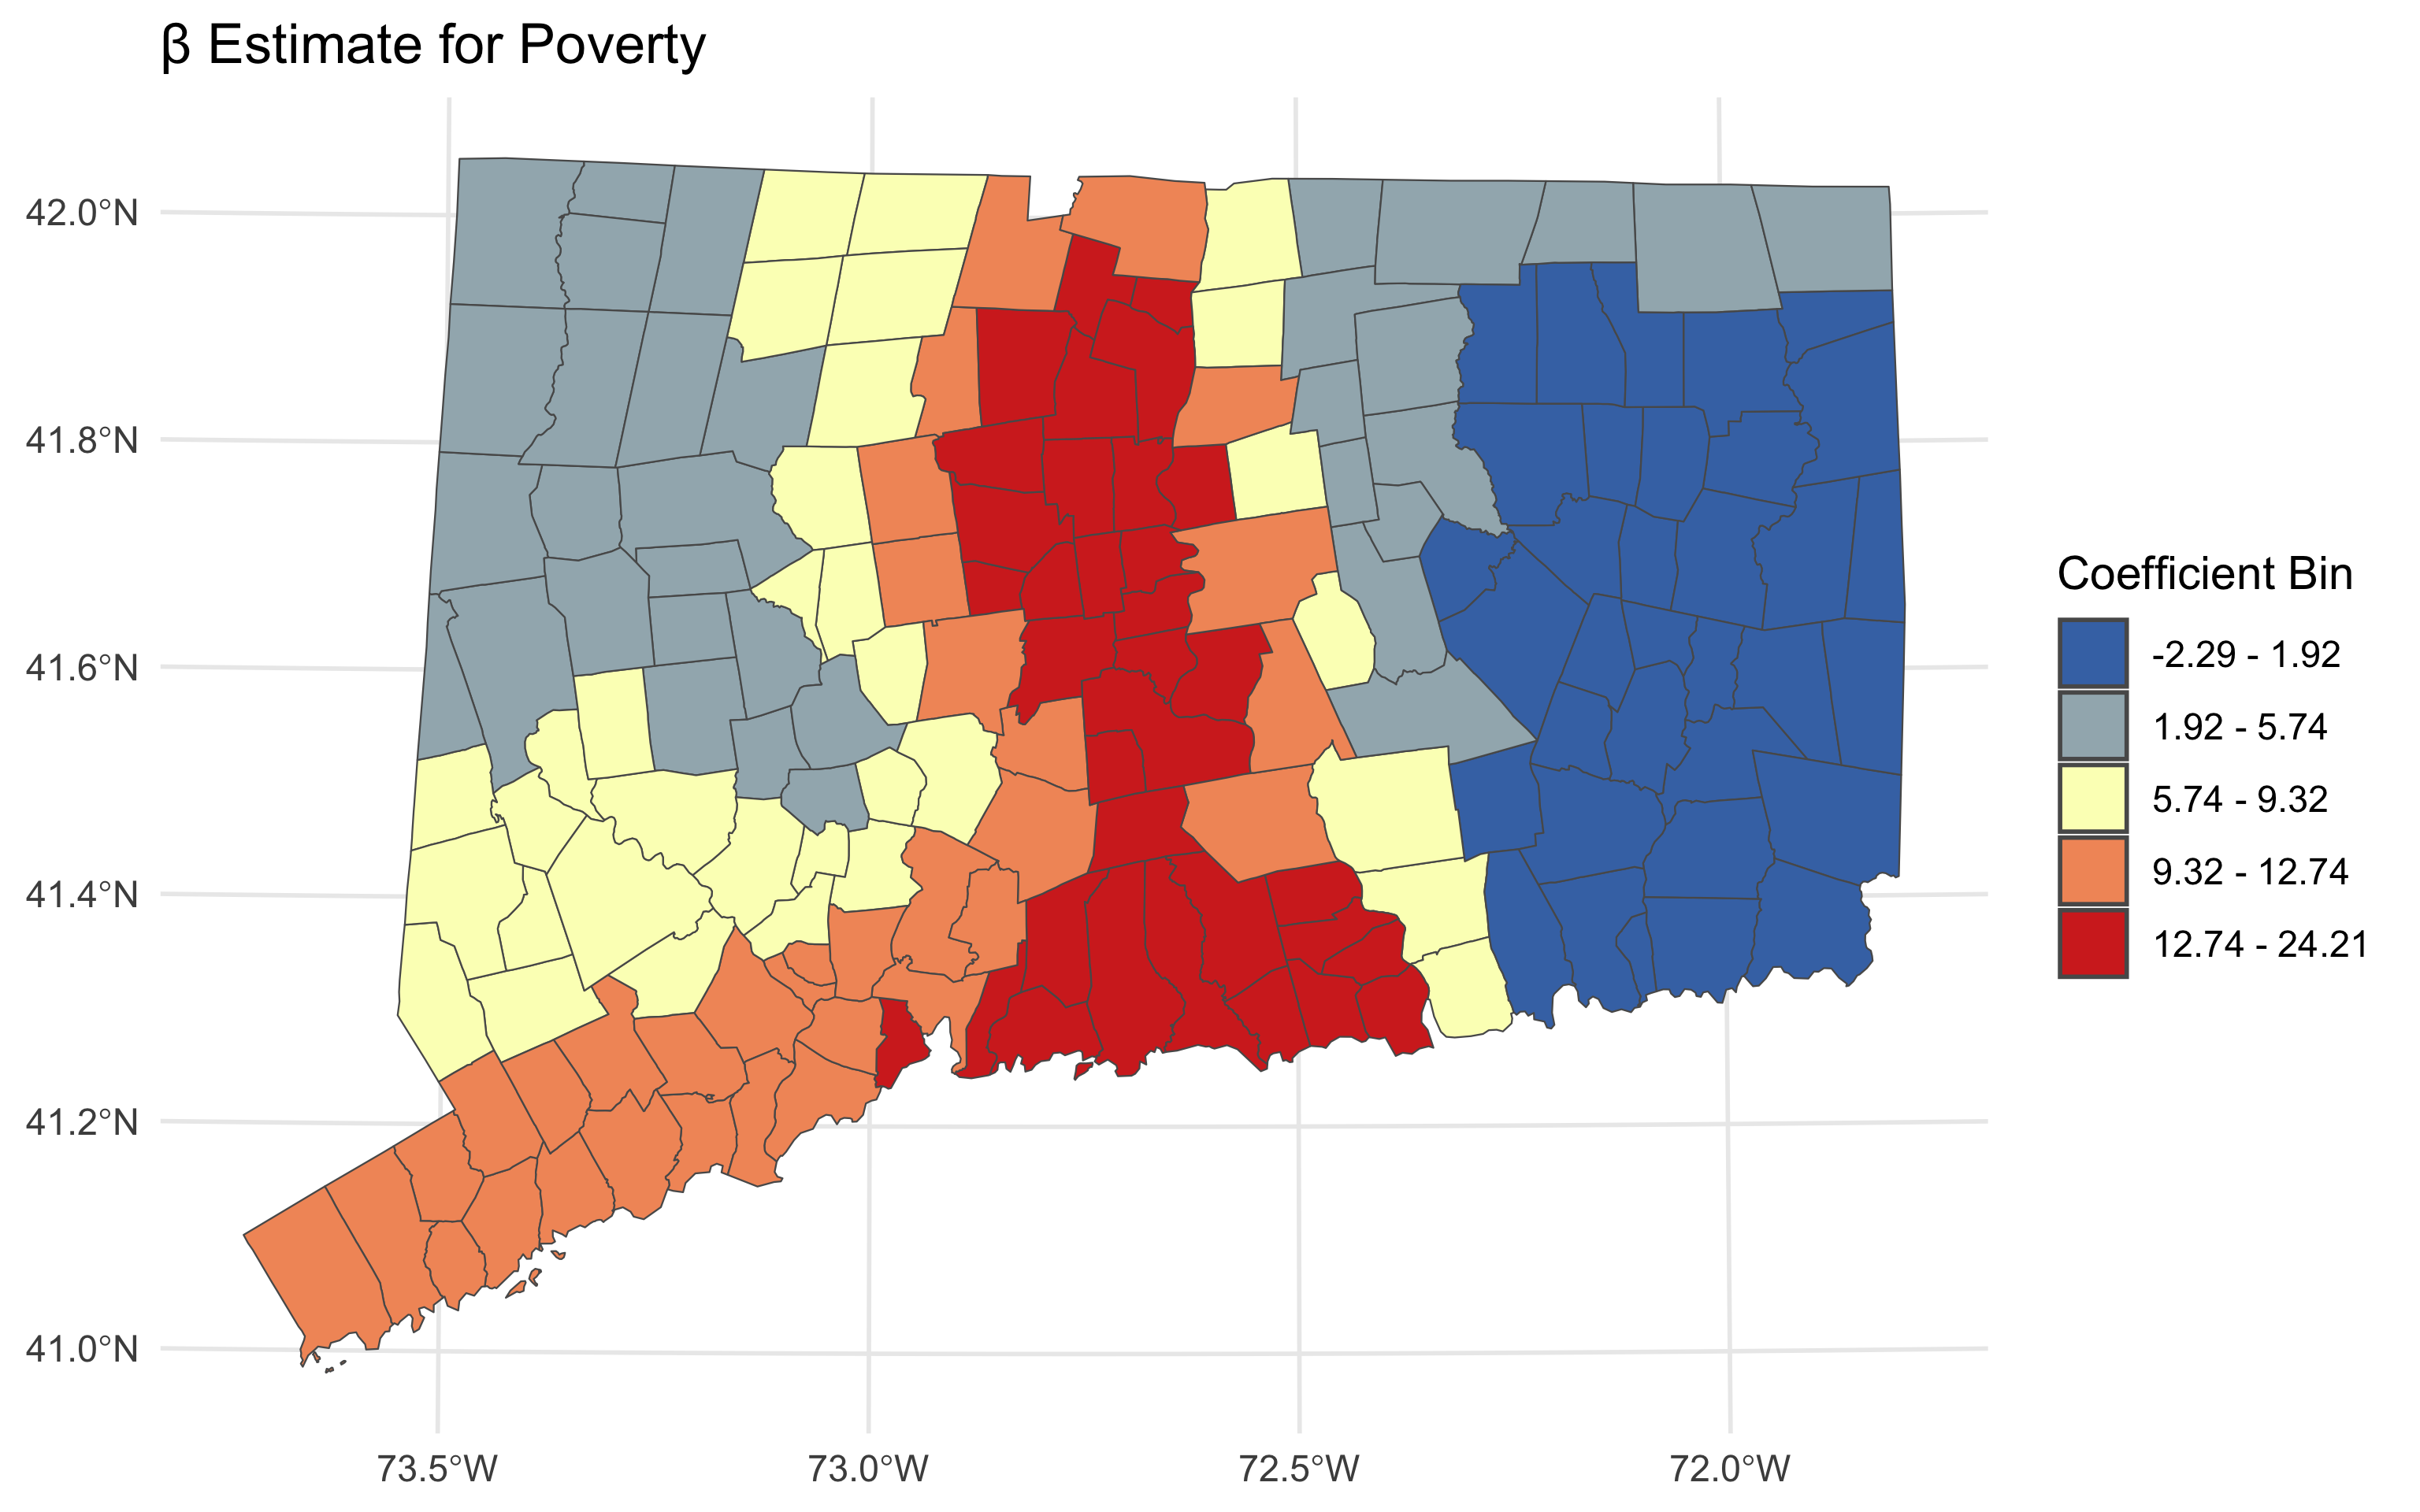 β Estimate for Poverty
42.0°N
41.8°N
41.6°N
41.4°N
41.2°N
41.0°N
73.5°W
73.0°W
72.5°W
72.0°W
Coefficient Bin
-2.29 - 1.92
1.92 - 5.74
5.74 - 9.32
9.32 - 12.74
12.74 - 24.21